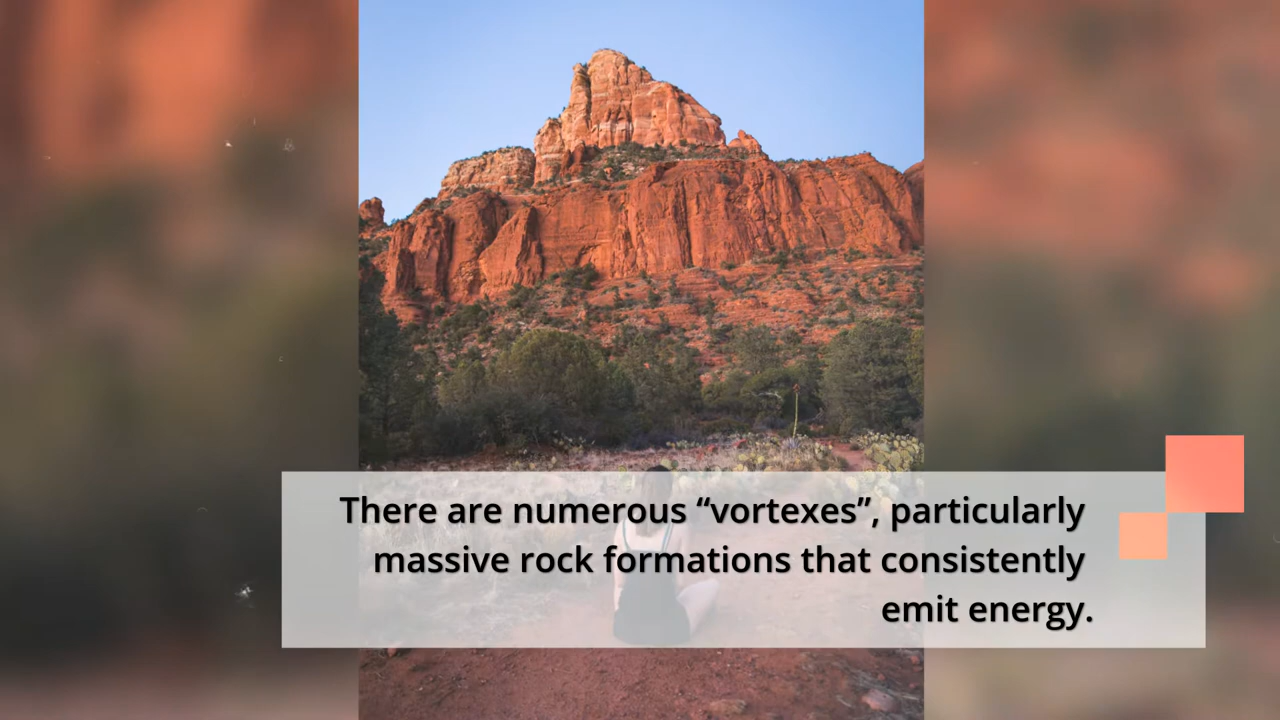 There are numerous “vortexes”, particularly
massive rock formations that consistently
emit energy.